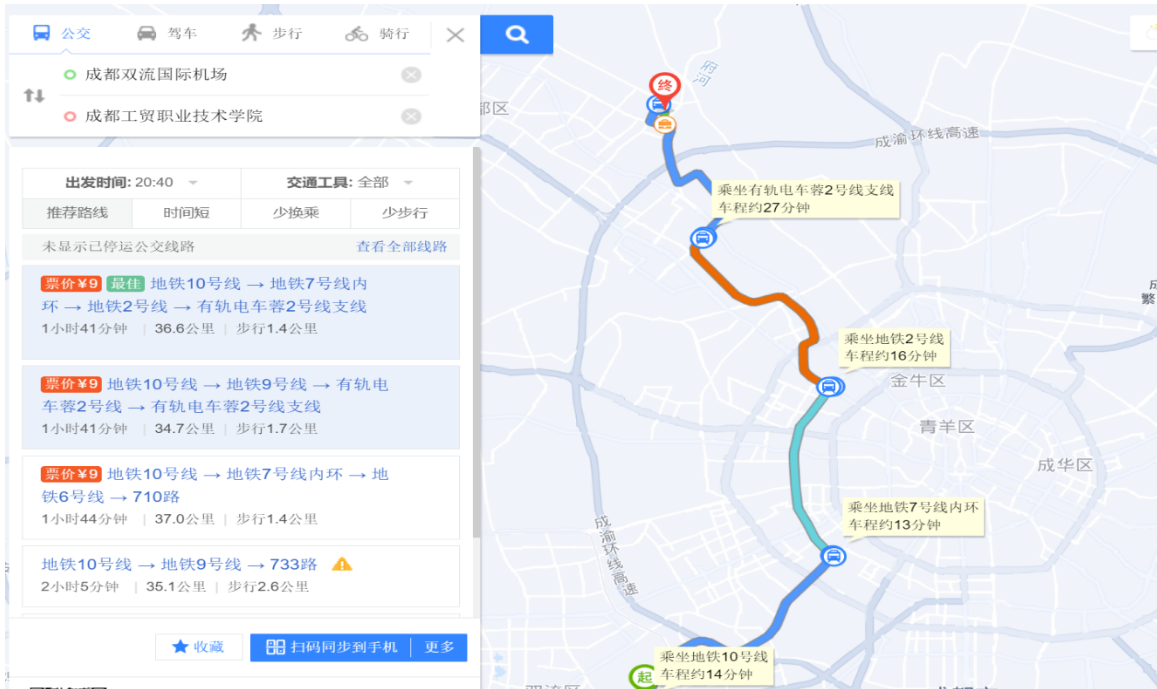 公交 驾车 步行 骑行
成都双流国际机场
成都工贸职业技术学院
出发时间: 20:40 交通工具: 全部
推荐路线 时间短 少换乘 少步行
未显示已停运公交线路 查看全部线路
票价¥9 最佳 地铁10号线 → 地铁7号线内
环 → 地铁2号线 → 有轨电车蓉2号线支线
1小时41分钟 | 36.6公里 | 步行1.4公里
票价¥9 地铁10号线 → 地铁9号线 → 有轨电
车蓉2号线 → 有轨电车蓉2号线支线
1小时41分钟 | 34.7公里 | 步行1.7公里
票价¥9 地铁10号线 → 地铁7号线内环 → 地
铁6号线 → 710路
1小时44分钟 | 37.0公里 | 步行1.4公里
地铁10号线 → 地铁9号线 → 733路
2小时5分钟 | 35.1公里 | 步行2.6公里
收藏 扫码同步到手机 更多
府河
终
都区
成渝环线高速
乘坐有轨电车蓉2号线支线
车程约27分钟
乘坐地铁2号线
车程约16分钟
金牛区
青羊区
成华区
乘坐地铁7号线内环
车程约13分钟
成渝环线高速
乘坐地铁10号线
车程约14分钟
起